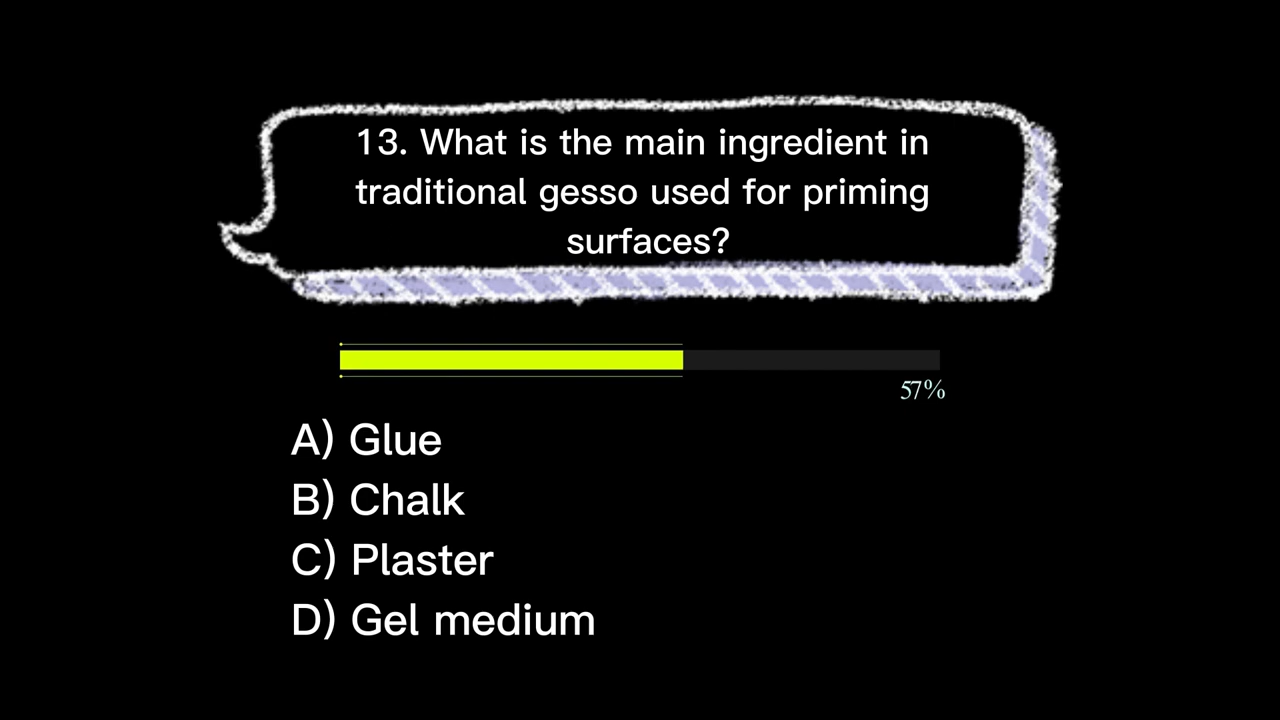 13. What is the main ingredient in
traditional gesso used for priming
surfaces?
57%
A) Glue
B) Chalk
C) Plaster
D) Gel medium